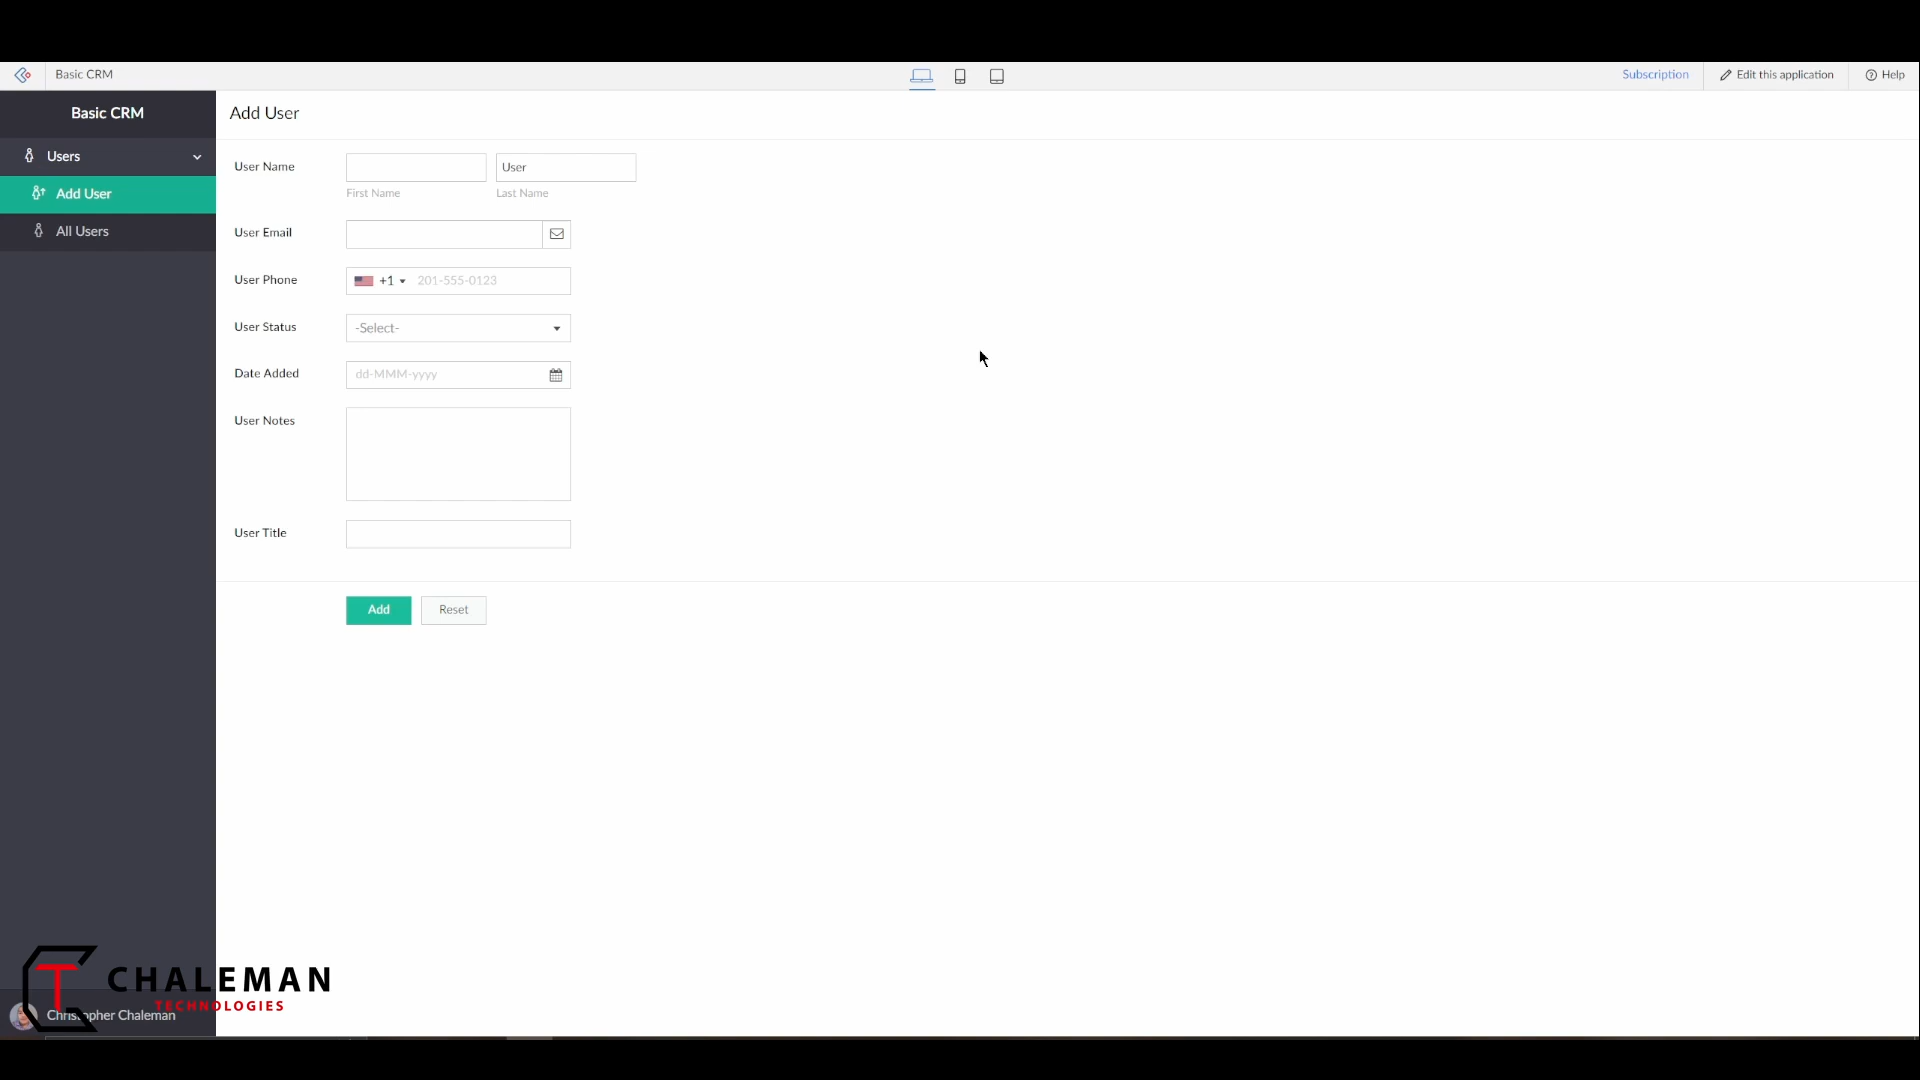 Basic CRM
Subscription
Edit this application
Help
Basic CRM
Users
Add User
All Users
Add User
User Name
User
First Name
Last Name
User Email
User Phone
+1
201-555-0123
User Status
-Select-
Date Added
dd-MMM-yyyy
User Notes
User Title
Add
Reset
CHALEMAN
TECHNOLOGIES
Christopher Chaleman